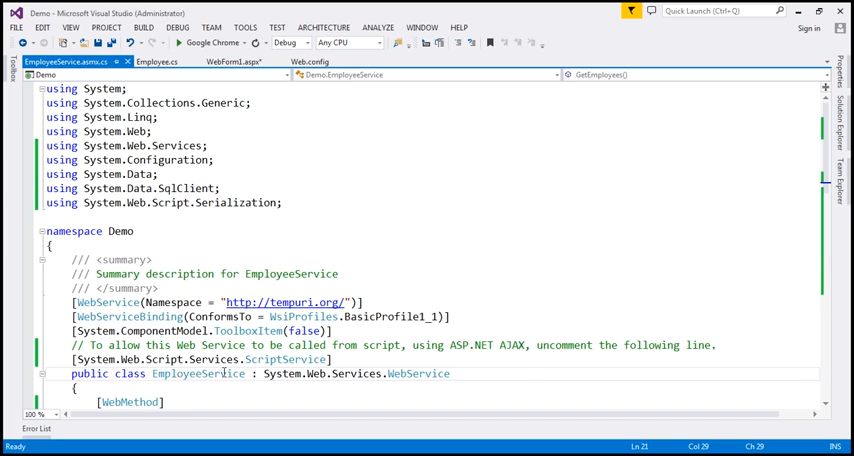 Demo - Microsoft Visual Studio (Administrator)
Quick Launch (Ctrl+Q)
FILE EDIT VIEW PROJECT BUILD DEBUG TEAM TOOLS TEST ARCHITECTURE ANALYZE WINDOW HELP
Sign in
Google Chrome Debug Any CPU
EmployeeService.asmx.cs Employee.cs WebForm1.aspx* Web.config
Demo Demo.EmployeeService GetEmployees()
Toolbox
Properties
Solution Explorer
Team Explorer
using System;
using System.Collections.Generic;
using System.Linq;
using System.Web;
using System.Web.Services;
using System.Configuration;
using System.Data;
using System.Data.SqlClient;
using System.Web.Script.Serialization;
namespace Demo
{
/// <summary>
/// Summary description for EmployeeService
/// </summary>
[WebService(Namespace = "http://tempuri.org/")]
[WebServiceBinding(ConformsTo = WsiProfiles.BasicProfile1_1)]
[System.ComponentModel.ToolboxItem(false)]
// To allow this Web Service to be called from script, using ASP.NET AJAX, uncomment the following line.
[System.Web.Script.Services.ScriptService]
public class EmployeeService : System.Web.Services.WebService
{
[WebMethod]
100 %
Error List
Ready Ln 21 Col 29 Ch 29 INS